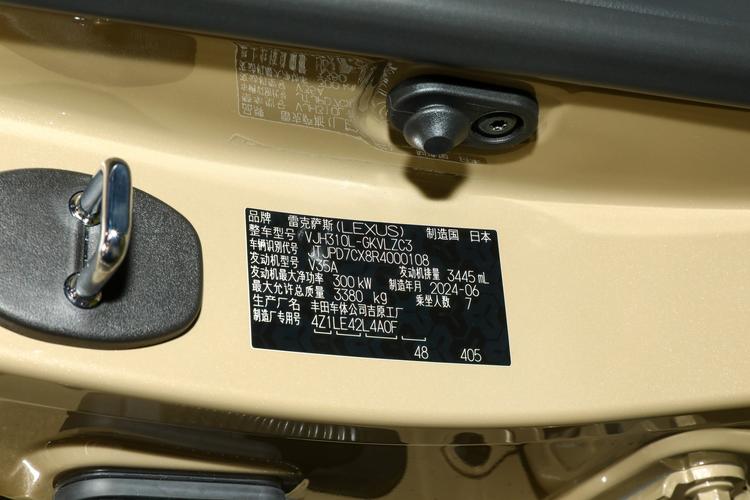 品牌 雷克萨斯(LEXUS) 制造国 日本
整车型号 VJH310L-GKVLZC3
车辆识别代号 JTJPD7CX8R4000108
发动机型号 V35A 发动机排量 3445 mL
发动机最大净功率 300 kW 制造年月 2024-06
最大允许总质量 3380 kg 乘坐人数 7
生产厂名 丰田车体公司吉原工厂
制造厂专用号 4Z1LE42L4A0F
48 405